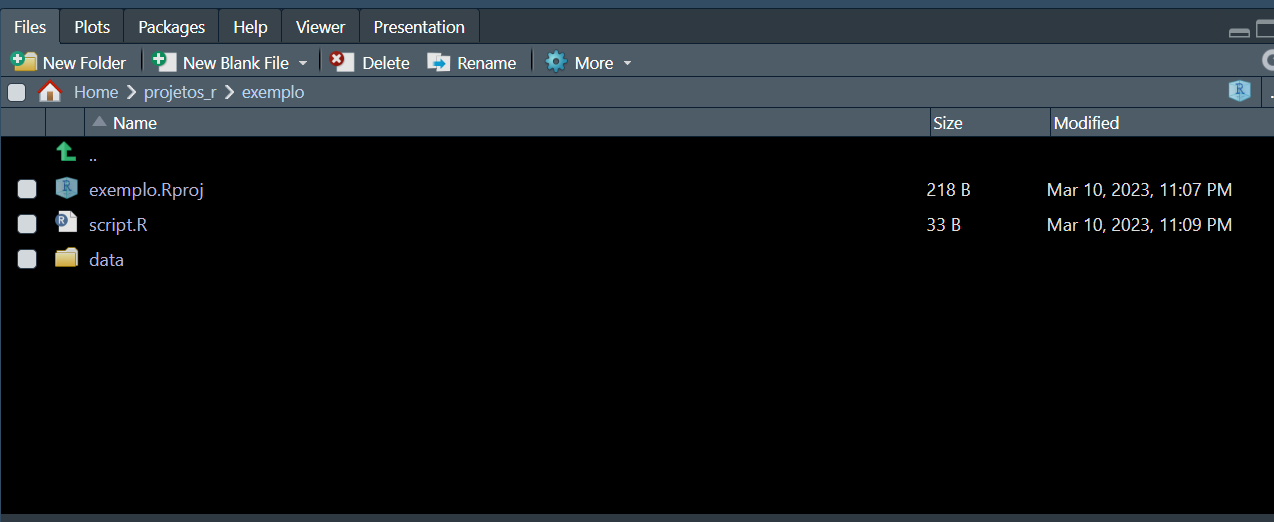 Files Plots Packages Help Viewer Presentation
New Folder New Blank File Delete Rename More
Home projetos_r exemplo R
Name Size Modified
..
R exemplo.Rproj 218 B Mar 10, 2023, 11:07 PM
R script.R 33 B Mar 10, 2023, 11:09 PM
data